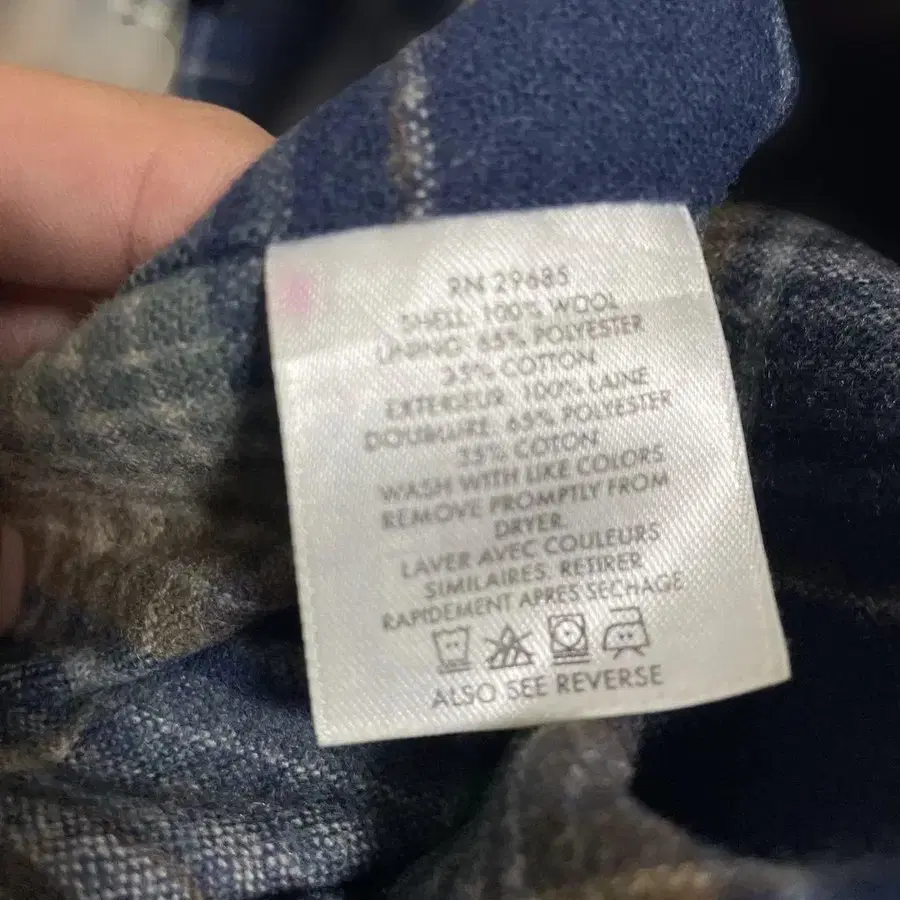 RN 29685
SHELL: 100% WOOL
LINING: 65% POLYESTER
35% COTTON
EXTERIEUR: 100% LAINE
DOUBLURE: 65% POLYESTER
35% COTON
WASH WITH LIKE COLORS
REMOVE PROMPTLY FROM
DRYER.
LAVER AVEC COULEURS
SIMILAIRES. RETIRER
RAPIDEMENT APRES SECHAGE
ALSO SEE REVERSE